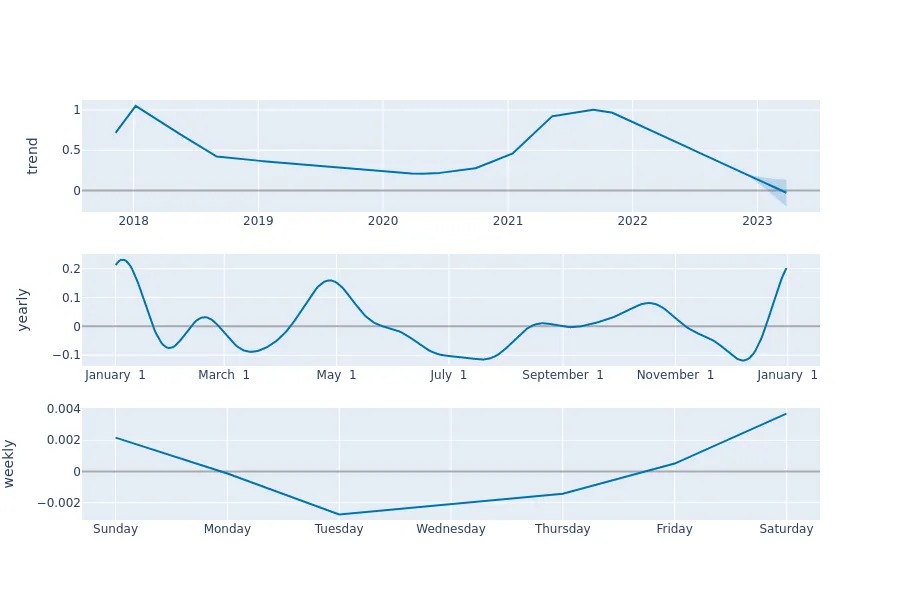 trend
1
0.5
0
2018 2019 2020 2021 2022 2023
yearly
0.2
0.1
0
−0.1
January 1 March 1 May 1 July 1 September 1 November 1 January 1
weekly
0.004
0.002
0
−0.002
Sunday Monday Tuesday Wednesday Thursday Friday Saturday